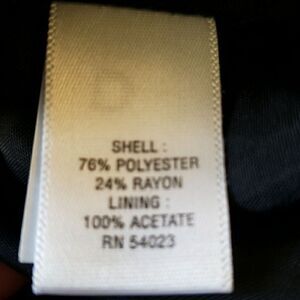 SHELL :
76% POLYESTER
24% RAYON
LINING :
100% ACETATE
RN 54023